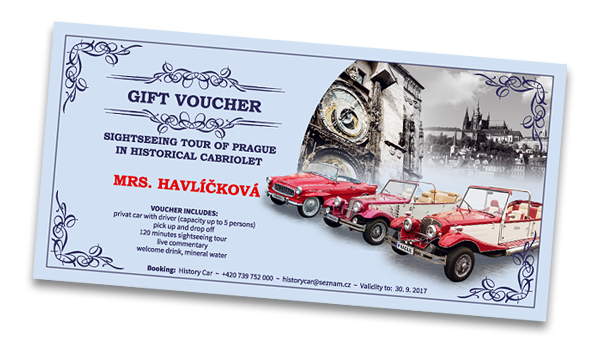 GIFT VOUCHER
SIGHTSEEING TOUR OF PRAGUE
IN HISTORICAL CABRIOLET
MRS. HAVLÍČKOVÁ
VOUCHER INCLUDES:
privat car with driver (capacity up to 5 persons)
pick up and drop off
120 minutes sightseeing tour
live commentary
welcome drink, mineral water
Booking: History Car ~ +420 739 752 000 ~ historycar@seznam.cz ~ Validity to: 30. 9. 2017